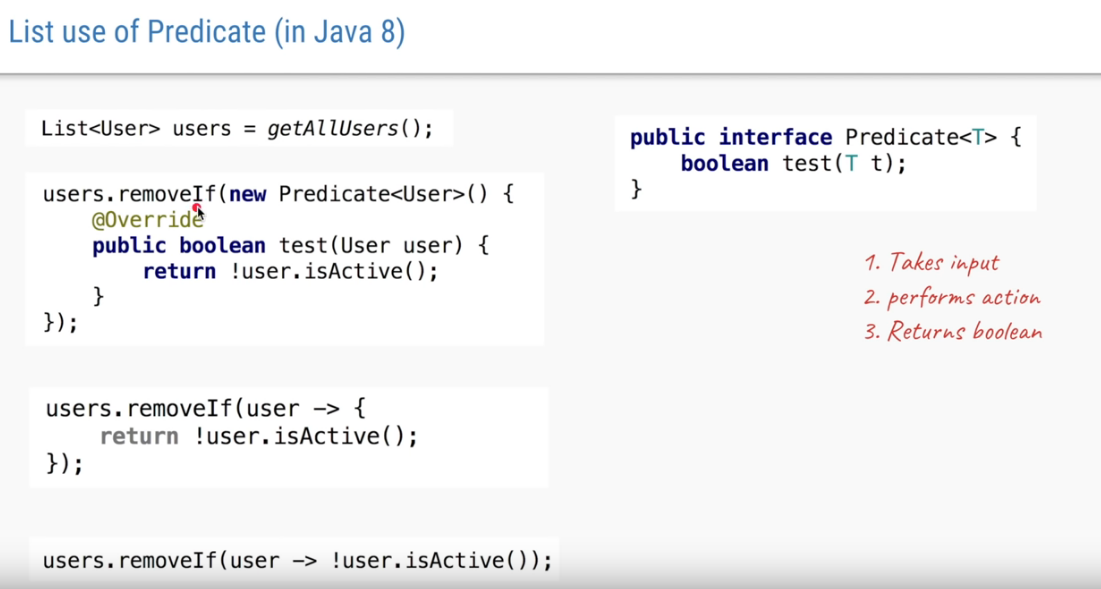 List use of Predicate (in Java 8)
List<User> users = getAllUsers();
users.removeIf(new Predicate<User>() {
@Override
public boolean test(User user) {
return !user.isActive();
}
});
users.removeIf(user -> {
return !user.isActive();
});
users.removeIf(user -> !user.isActive());
public interface Predicate<T> {
boolean test(T t);
}
1. Takes input
2. performs action
3. Returns boolean